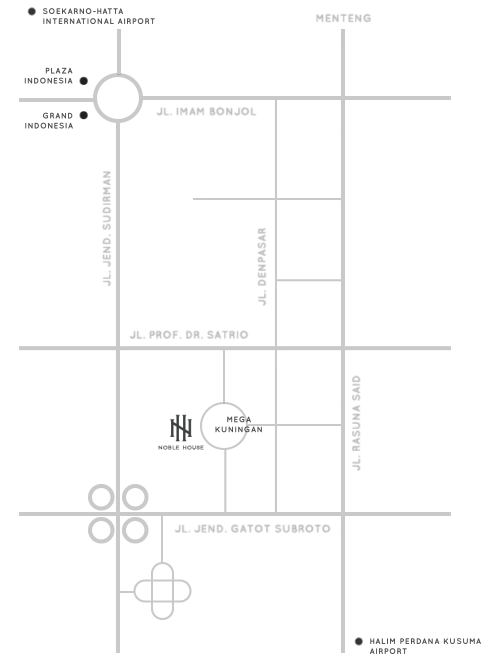 SOEKARNO-HATTA
INTERNATIONAL AIRPORT
MENTENG
PLAZA
INDONESIA
GRAND
INDONESIA
JL. IMAM BONJOL
JL. JEND. SUDIRMAN
JL. DENPASAR
JL. PROF. DR. SATRIO
JL. RASUNA SAID
MEGA
KUNINGAN
NOBLE HOUSE
JL. JEND. GATOT SUBROTO
HALIM PERDANA KUSUMA
AIRPORT